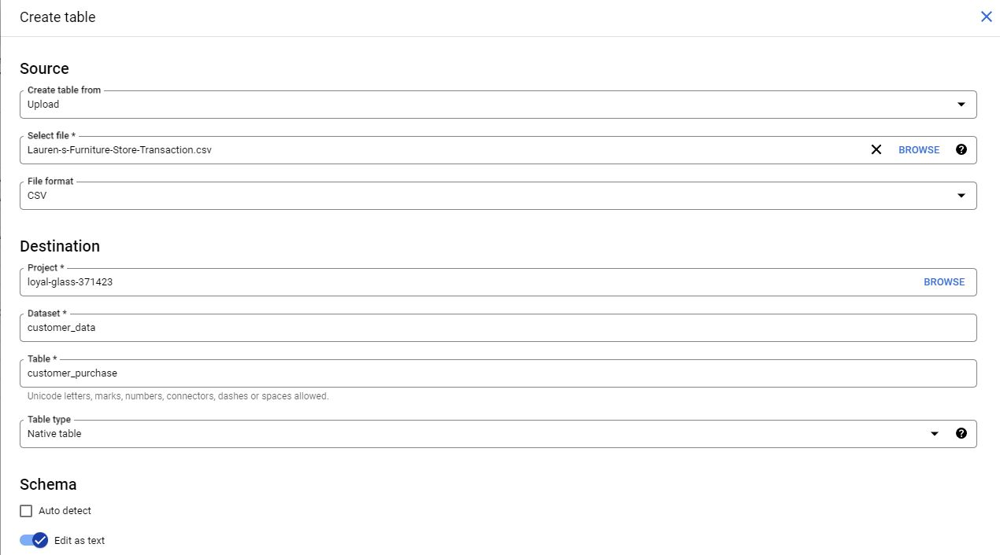 Create table
Source
Create table from
Upload
Select file *
Lauren-s-Furniture-Store-Transaction.csv
BROWSE
File format
CSV
Destination
Project *
loyal-glass-371423
BROWSE
Dataset *
customer_data
Table *
customer_purchase
Unicode letters, marks, numbers, connectors, dashes or spaces allowed.
Table type
Native table
Schema
Auto detect
Edit as text